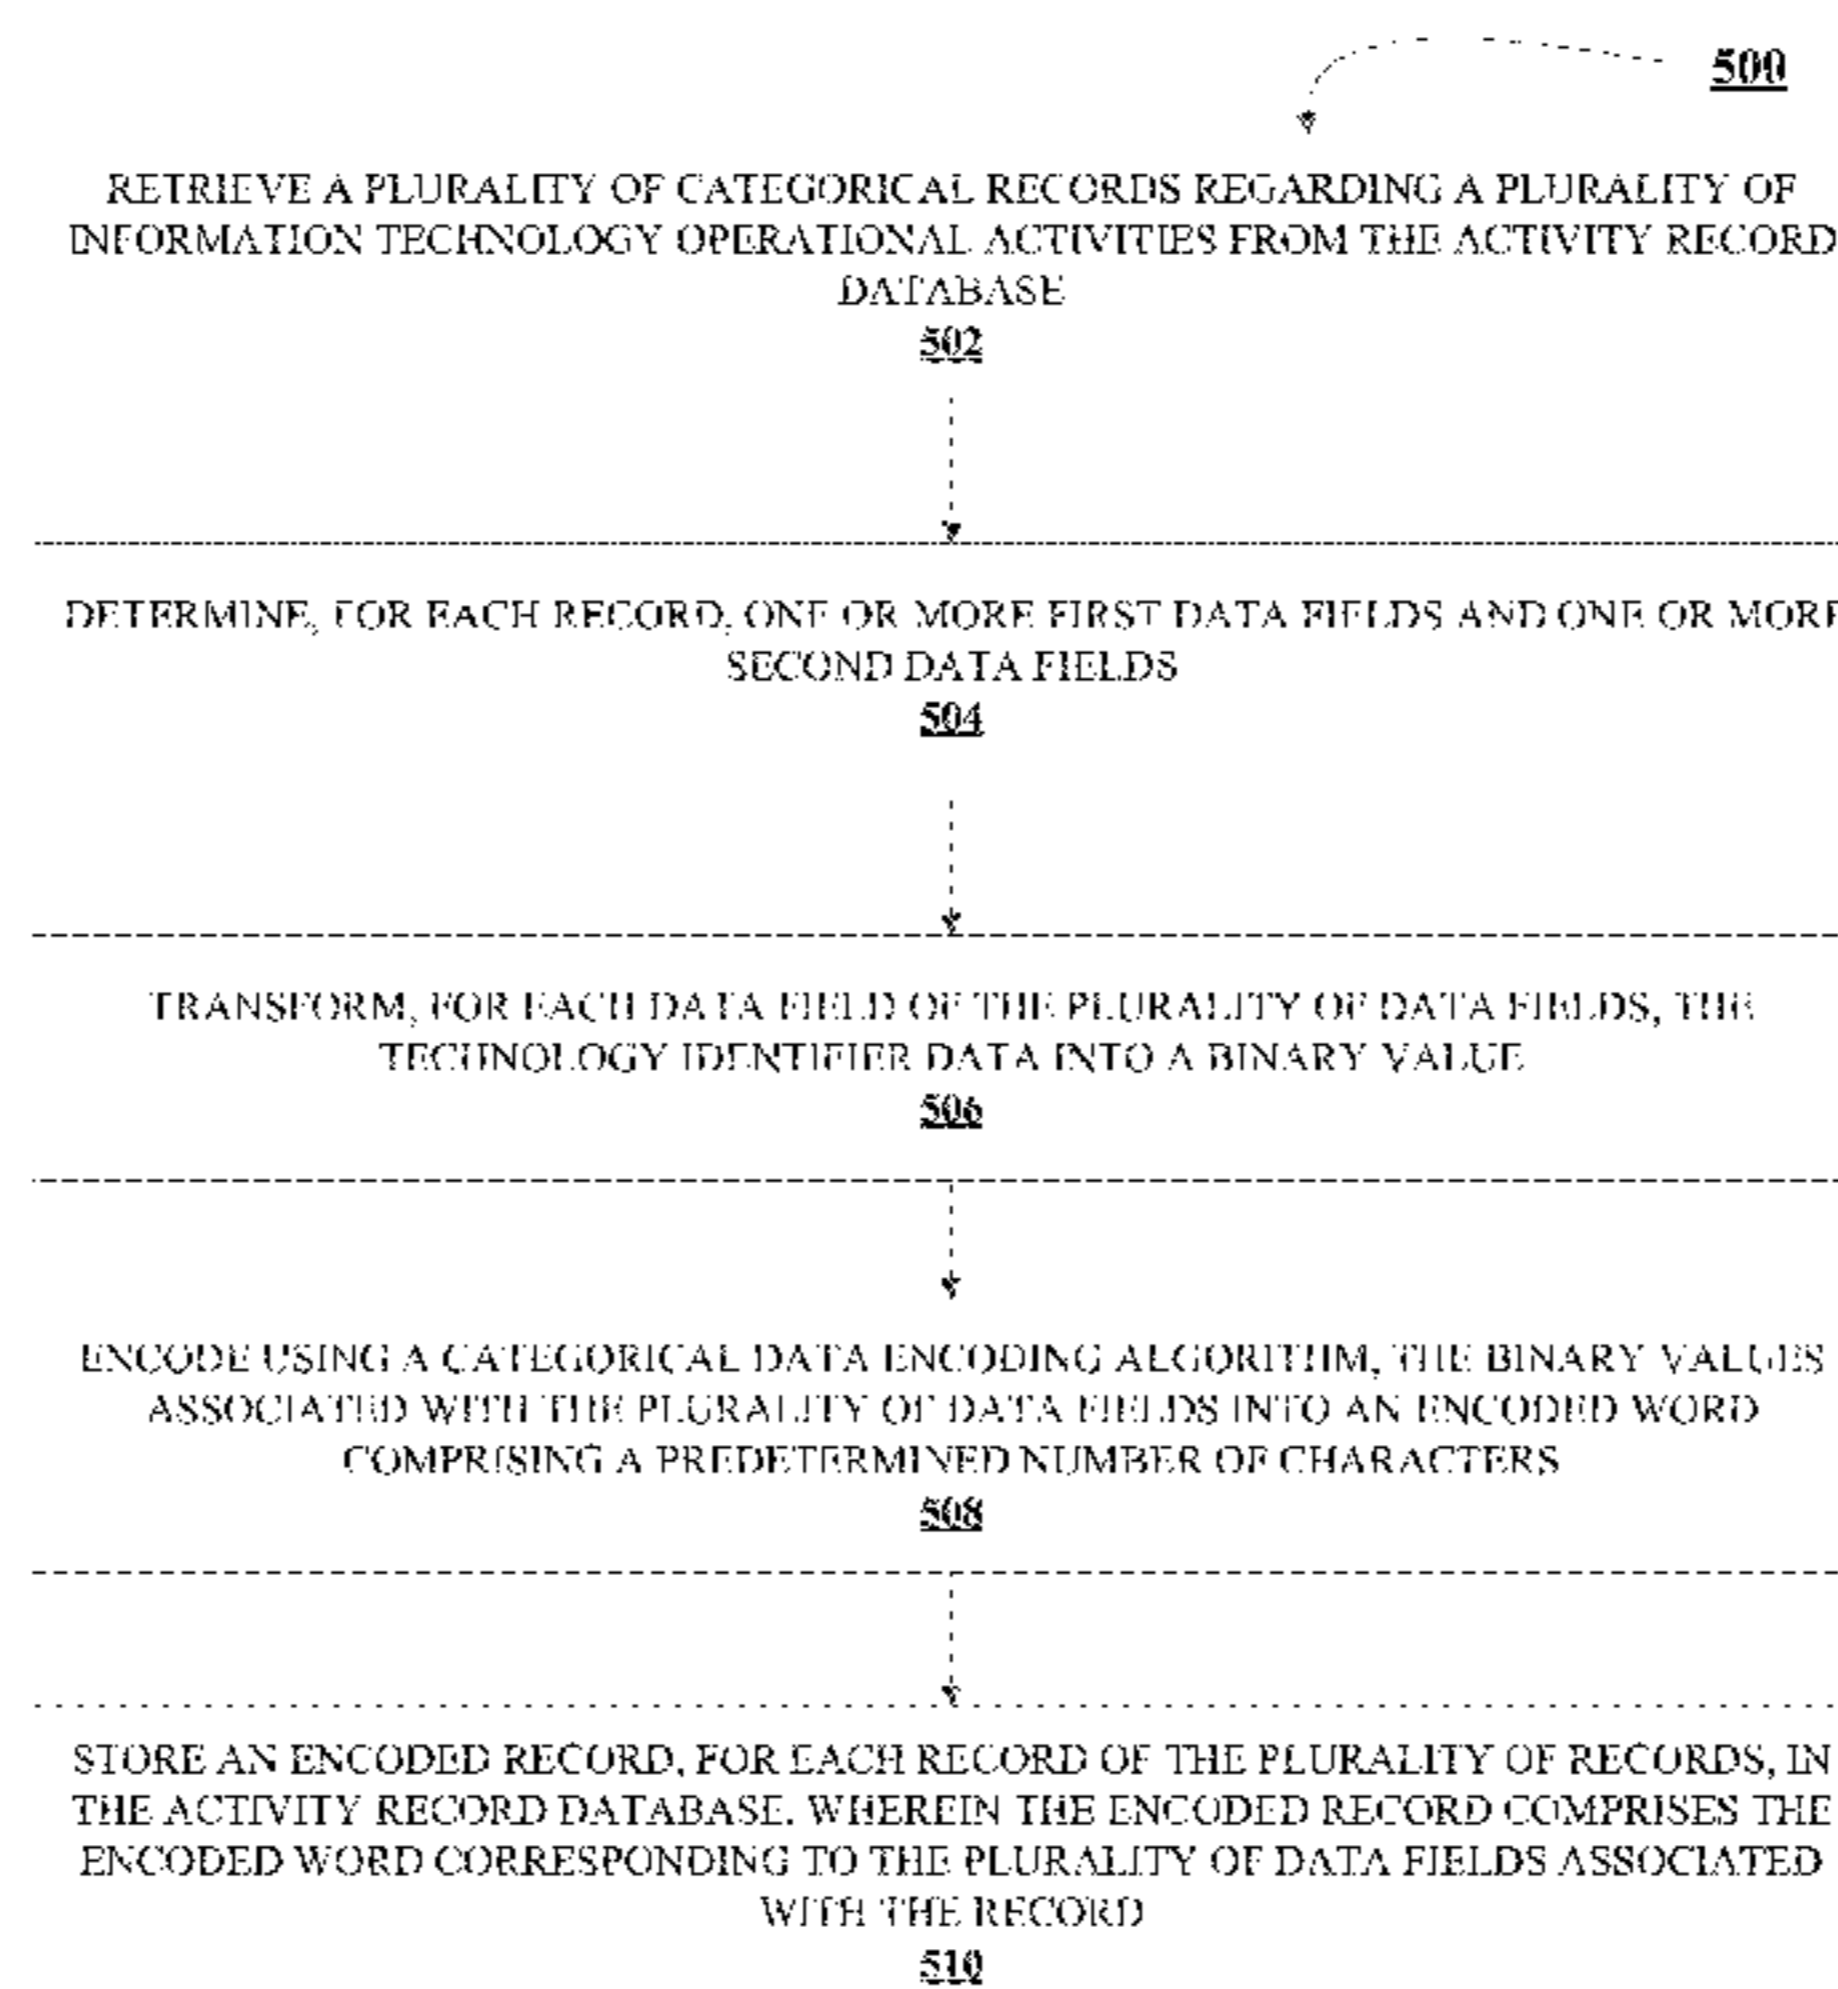 500
RETRIEVE A PLURALITY OF CATEGORICAL RECORDS REGARDING A PLURALITY OF
INFORMATION TECHNOLOGY OPERATIONAL ACTIVITIES FROM THE ACTIVITY RECORD
DATABASE
502
DETERMINE, FOR EACH RECORD, ONE OR MORE FIRST DATA FIELDS AND ONE OR MORE
SECOND DATA FIELDS
504
TRANSFORM, FOR EACH DATA FIELD OF THE PLURALITY OF DATA FIELDS, THE
TECHNOLOGY IDENTIFIER DATA INTO A BINARY VALUE
506
ENCODE USING A CATEGORICAL DATA ENCODING ALGORITHM, THE BINARY VALUES
ASSOCIATED WITH THE PLURALITY OF DATA FIELDS INTO AN ENCODED WORD
COMPRISING A PREDETERMINED NUMBER OF CHARACTERS
508
STORE AN ENCODED RECORD, FOR EACH RECORD OF THE PLURALITY OF RECORDS, IN
THE ACTIVITY RECORD DATABASE. WHEREIN THE ENCODED RECORD COMPRISES THE
ENCODED WORD CORRESPONDING TO THE PLURALITY OF DATA FIELDS ASSOCIATED
WITH THE RECORD
510